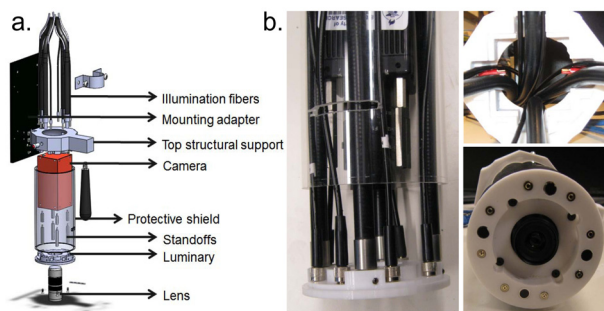 a.
Illumination fibers
Mounting adapter
Top structural support
Camera
Protective shield
Standoffs
Luminary
Lens
b.